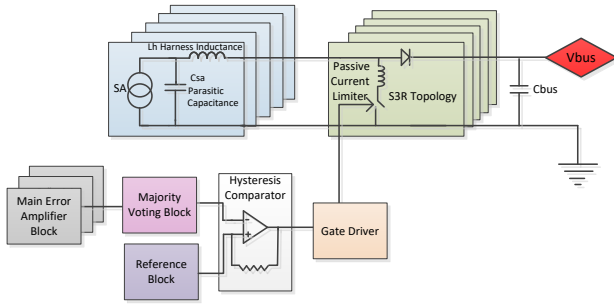 Lh Harness Inductance
SA
Csa
Parasitic
Capacitance
Passive
Current
Limiter
S3R Topology
Vbus
Cbus
Main Error
Amplifier
Block
Majority
Voting Block
Reference
Block
Hysteresis
Comparator
Gate Driver